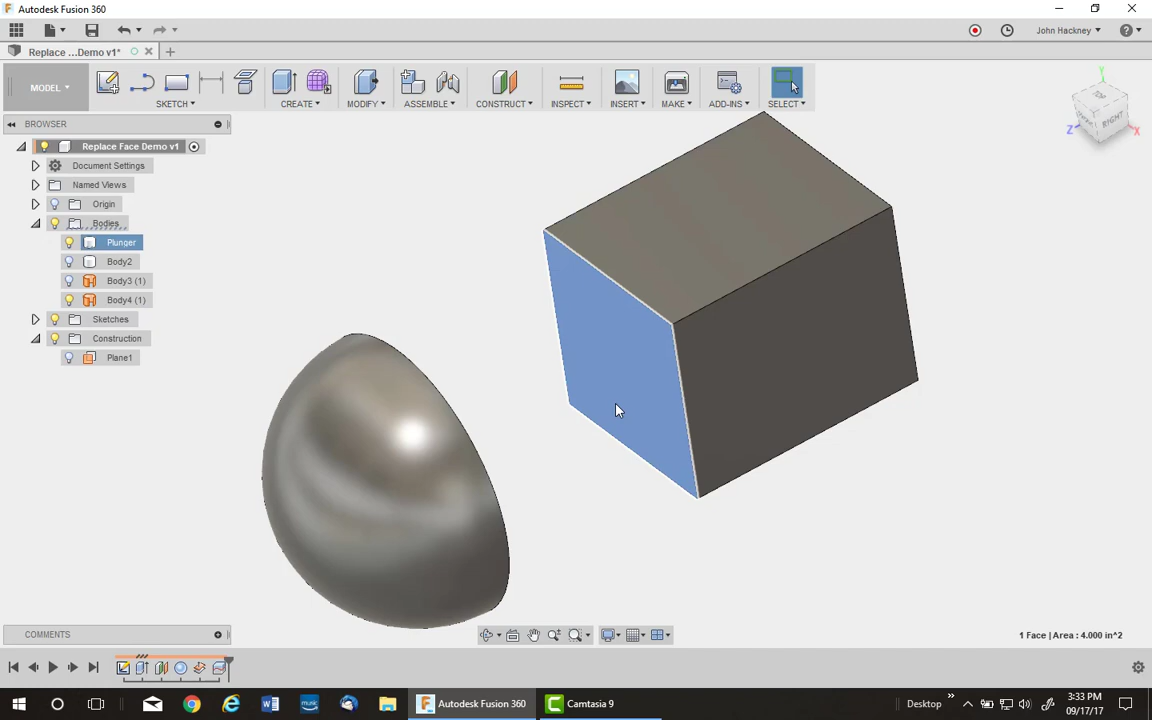 Autodesk Fusion 360
John Hackney
Replace ...Demo v1*
MODEL
SKETCH
CREATE
MODIFY
ASSEMBLE
CONSTRUCT
INSPECT
INSERT
MAKE
ADD-INS
SELECT
BROWSER
Replace Face Demo v1
Document Settings
Named Views
Origin
Bodies
Plunger
Body2
Body3 (1)
Body4 (1)
Sketches
Construction
Plane1
Y
Z
X
RIGHT
COMMENTS
1 Face | Area : 4.000 in^2
music
Autodesk Fusion 360
Camtasia 9
Desktop
3:33 PM
09/17/17